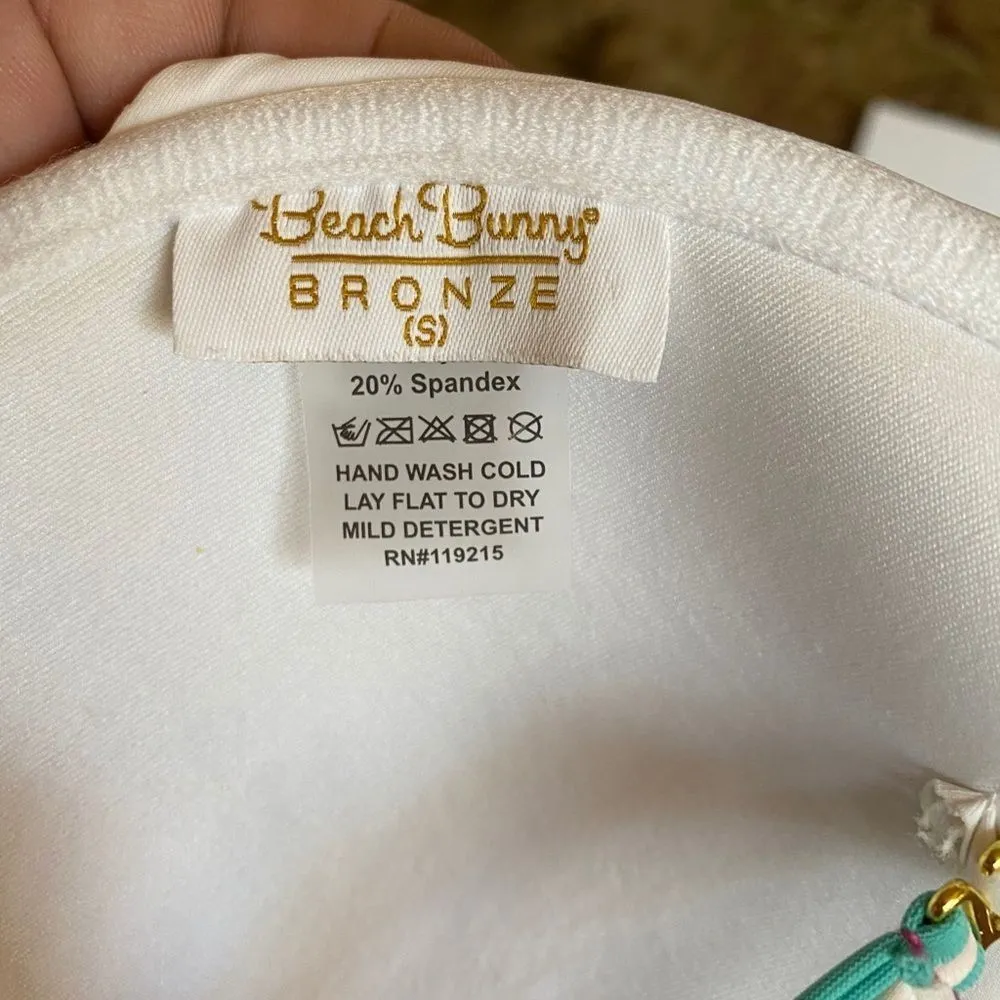 Beach Bunny®
BRONZE
(S)
20% Spandex
HAND WASH COLD
LAY FLAT TO DRY
MILD DETERGENT
RN#119215